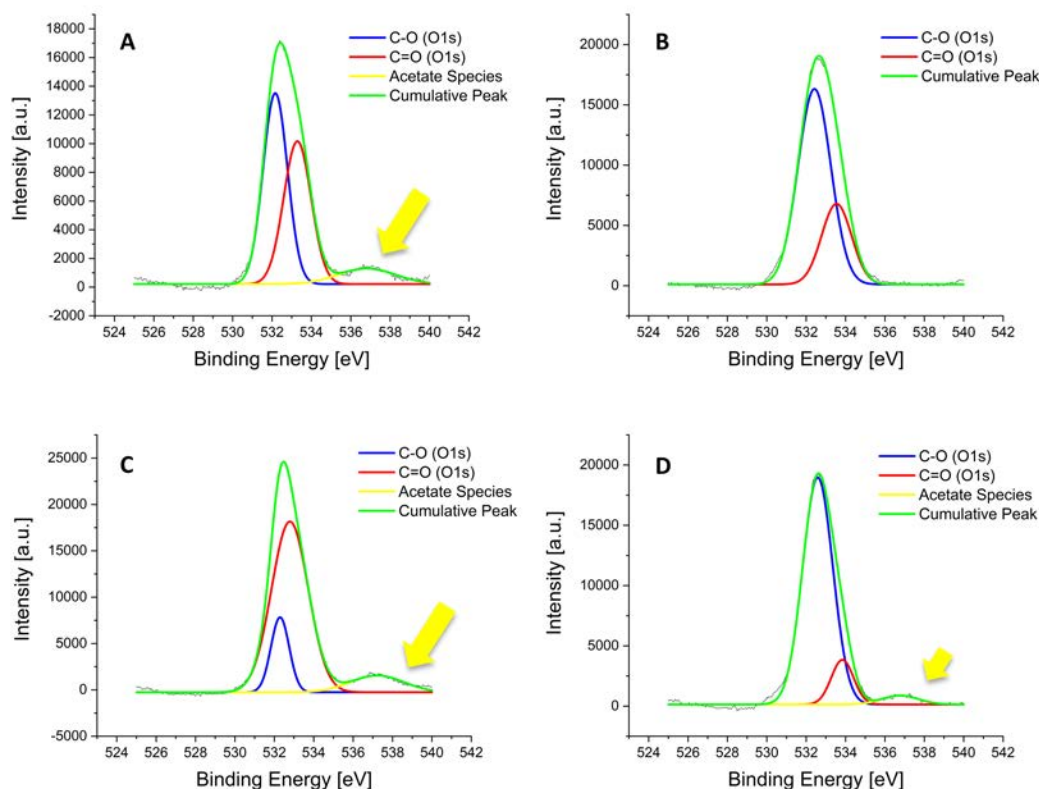 A
C-O (O1s)
C=O (O1s)
Acetate Species
Cumulative Peak
18000
16000
14000
12000
10000
8000
6000
4000
2000
0
-2000
Intensity [a.u.]
524 526 528 530 532 534 536 538 540 542
Binding Energy [eV]
B
C-O (O1s)
C=O (O1s)
Cumulative Peak
20000
15000
10000
5000
0
Intensity [a.u.]
524 526 528 530 532 534 536 538 540 542
Binding Energy [eV]
C
C-O (O1s)
C=O (O1s)
Acetate Species
Cumulative Peak
25000
20000
15000
10000
5000
0
-5000
Intensity [a.u.]
524 526 528 530 532 534 536 538 540 542
Binding Energy [eV]
D
C-O (O1s)
C=O (O1s)
Acetate Species
Cumulative Peak
20000
15000
10000
5000
0
Intensity [a.u.]
524 526 528 530 532 534 536 538 540 542
Binding Energy [eV]